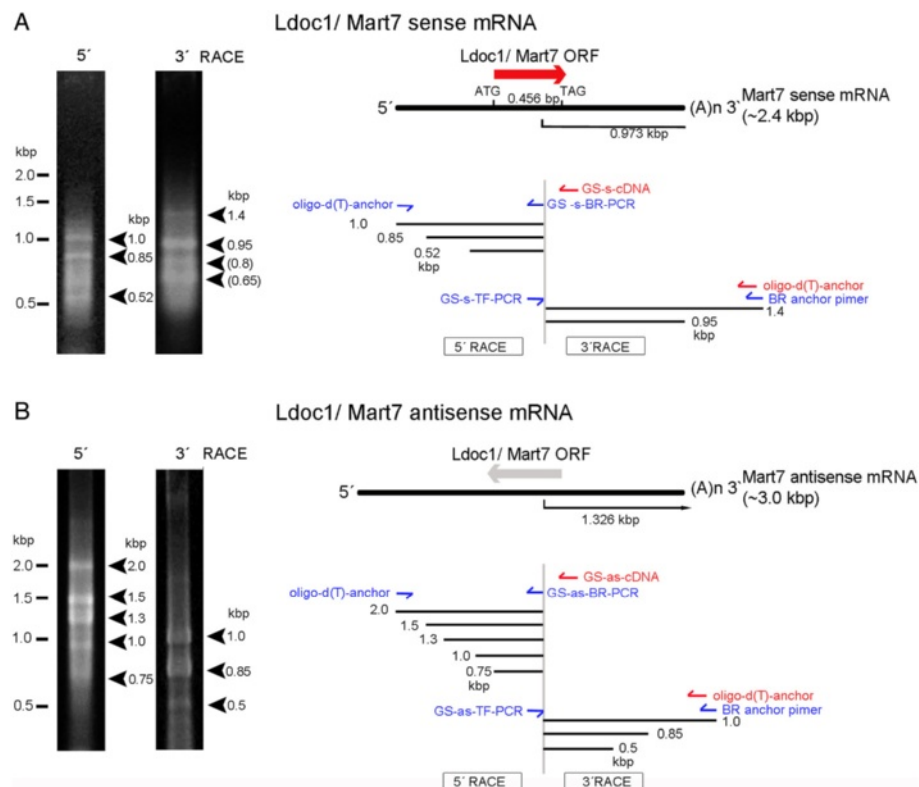 A
Ldoc1/ Mart7 sense mRNA
5´ 3´ RACE
kbp
2.0
1.5
1.0
0.5
kbp
1.0
0.85
0.52
kbp
1.4
0.95
(0.8)
(0.65)
Ldoc1/ Mart7 ORF
ATG TAG
0.456 bp
5´ (A)n 3` Mart7 sense mRNA
(~2.4 kbp)
0.973 kbp
GS-s-cDNA
oligo-d(T)-anchor GS -s-BR-PCR
1.0
0.85
0.52
kbp
oligo-d(T)-anchor
GS-s-TF-PCR BR anchor pimer
1.4
0.95
kbp
5´ RACE 3´RACE
B
Ldoc1/ Mart7 antisense mRNA
5´ 3´ RACE
kbp
2.0
1.5
1.0
0.5
kbp
2.0
1.5
1.3
1.0
0.75
kbp
1.0
0.85
0.5
Ldoc1/ Mart7 ORF
5´ (A)n 3` Mart7 antisense mRNA
(~3.0 kbp)
1.326 kbp
GS-as-cDNA
oligo-d(T)-anchor GS-as-BR-PCR
2.0
1.5
1.3
1.0
0.75
kbp
oligo-d(T)-anchor
GS-as-TF-PCR BR anchor pimer
1.0
0.85
0.5
kbp
5´ RACE 3´RACE